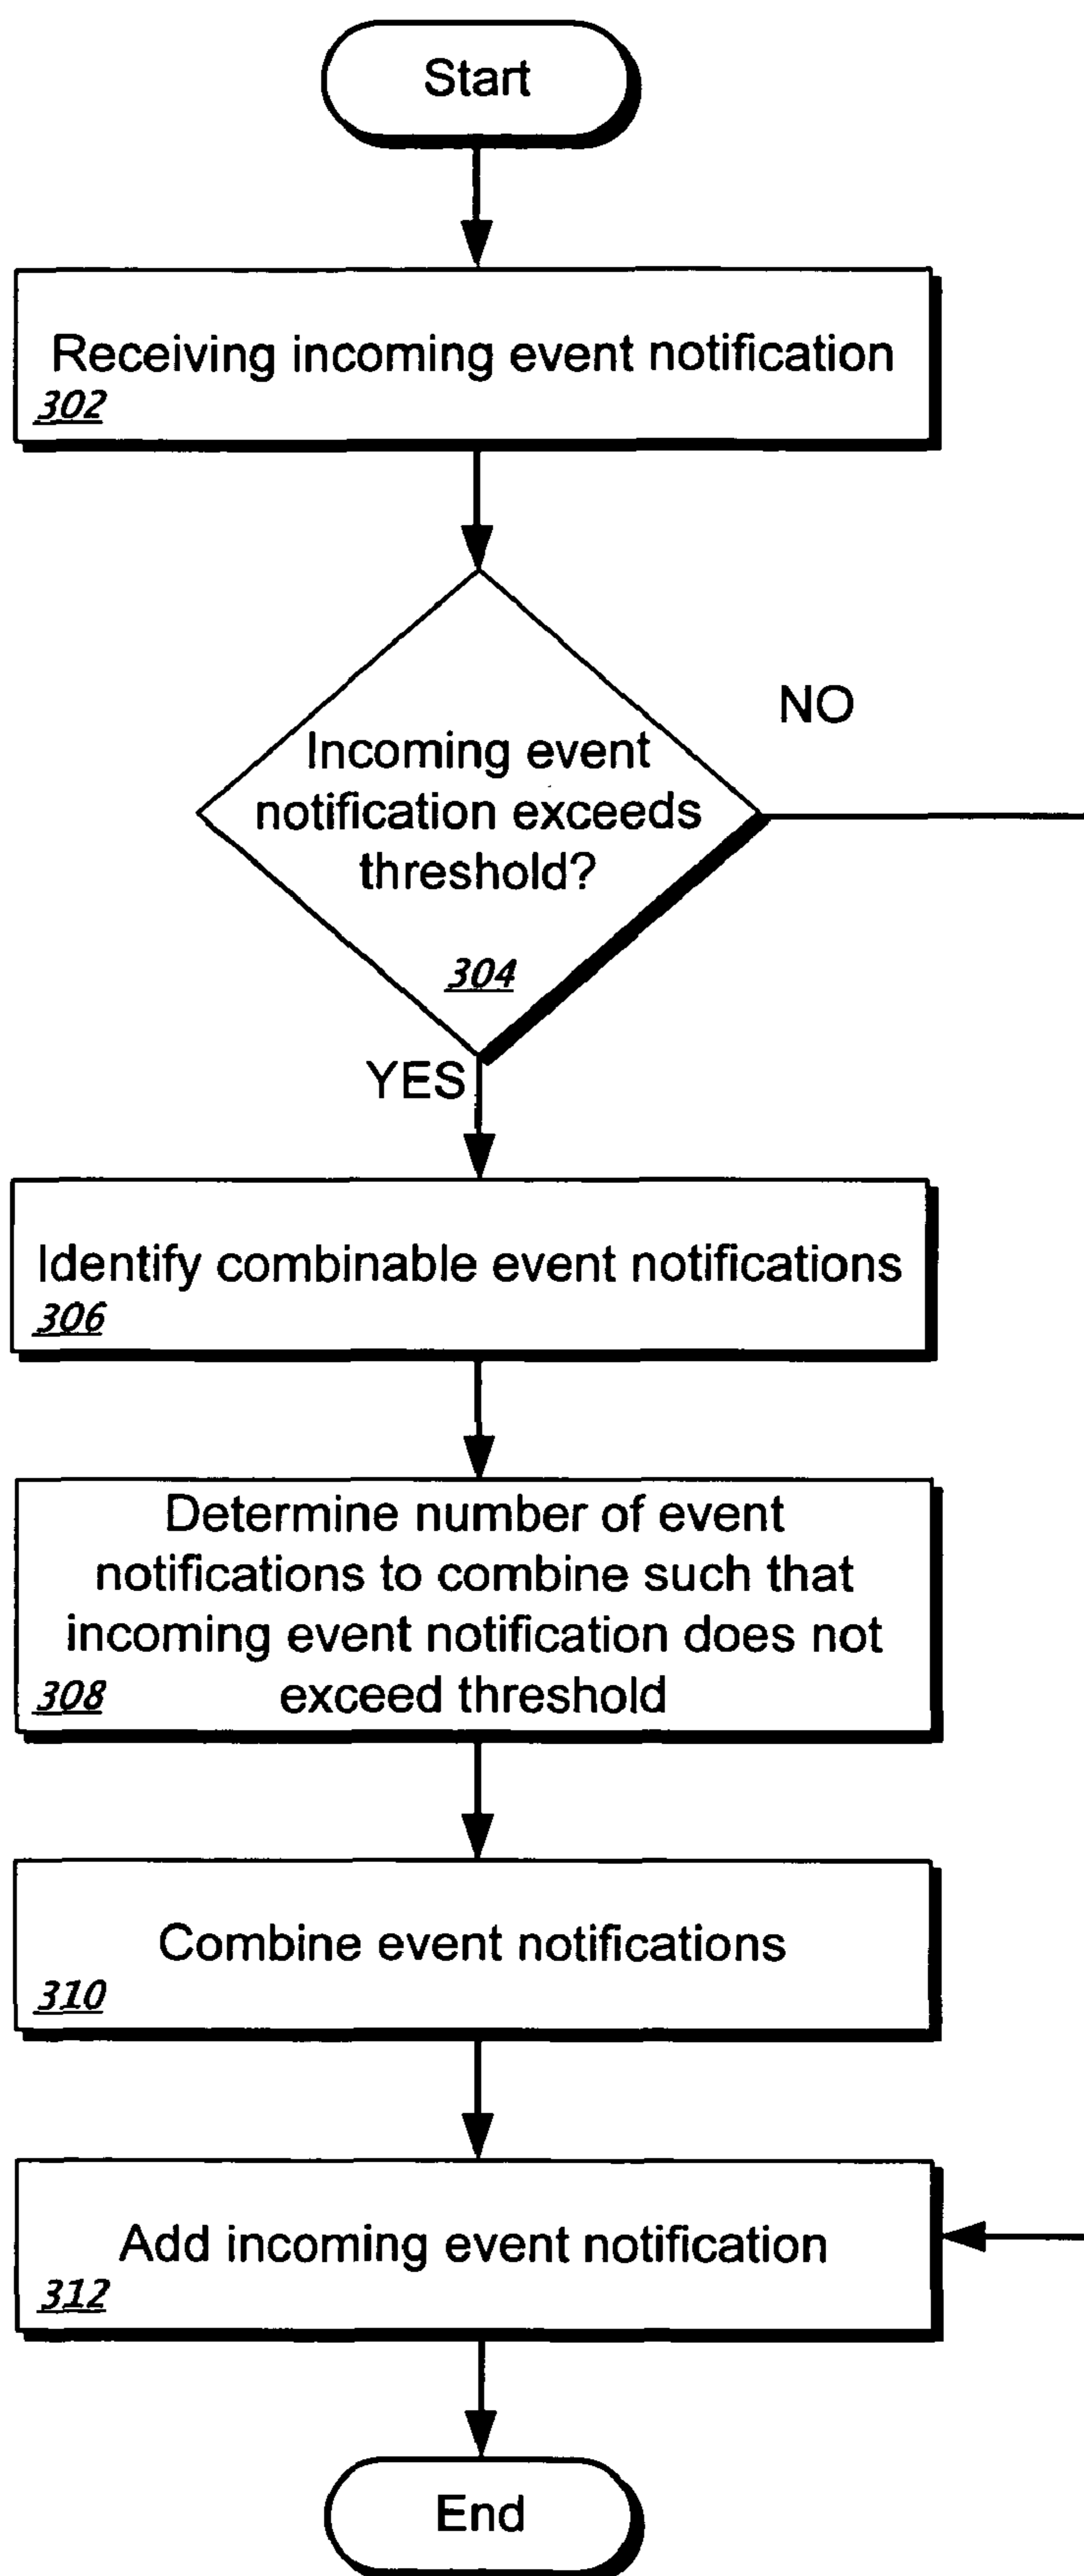 Start
Receiving incoming event notification
302
NO
Incoming event
notification exceeds
threshold?
304
YES
Identify combinable event notifications
306
Determine number of event
notifications to combine such that
incoming event notification does not
308 exceed threshold
Combine event notifications
310
Add incoming event notification
312
End